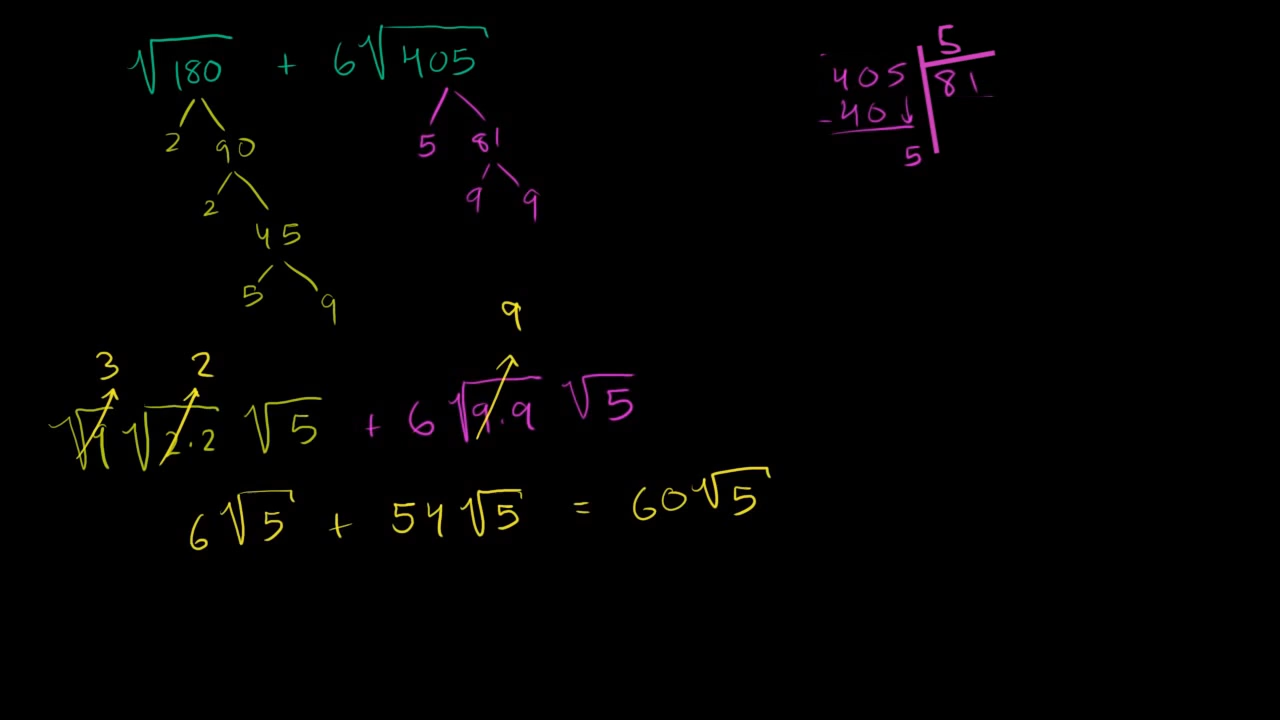 √180 + 6√405
2 90 5 81
2 45 9 9
5 9
405 5
-40↓ 81
5
3 2 9
√9 √2.2 √5 + 6 √9.9 √5
6√5 + 54√5 = 60√5